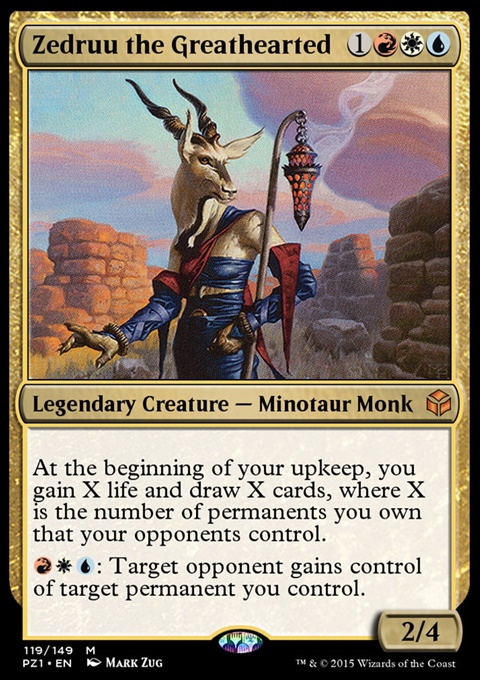 Zedruu the Greathearted 1
Legendary Creature — Minotaur Monk
At the beginning of your upkeep, you
gain X life and draw X cards, where X
is the number of permanents you own
that your opponents control.
: Target opponent gains control
of target permanent you control.
2/4
119/149 M
PZ1 • EN Mark Zug
™ & © 2015 Wizards of the Coast